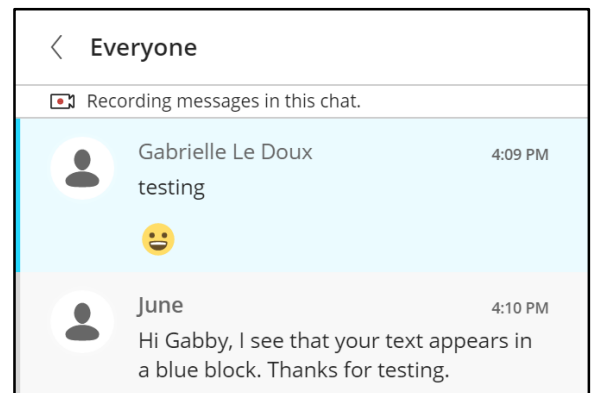 Everyone
Recording messages in this chat.
Gabrielle Le Doux 4:09 PM
testing
June 4:10 PM
Hi Gabby, I see that your text appears in
a blue block. Thanks for testing.